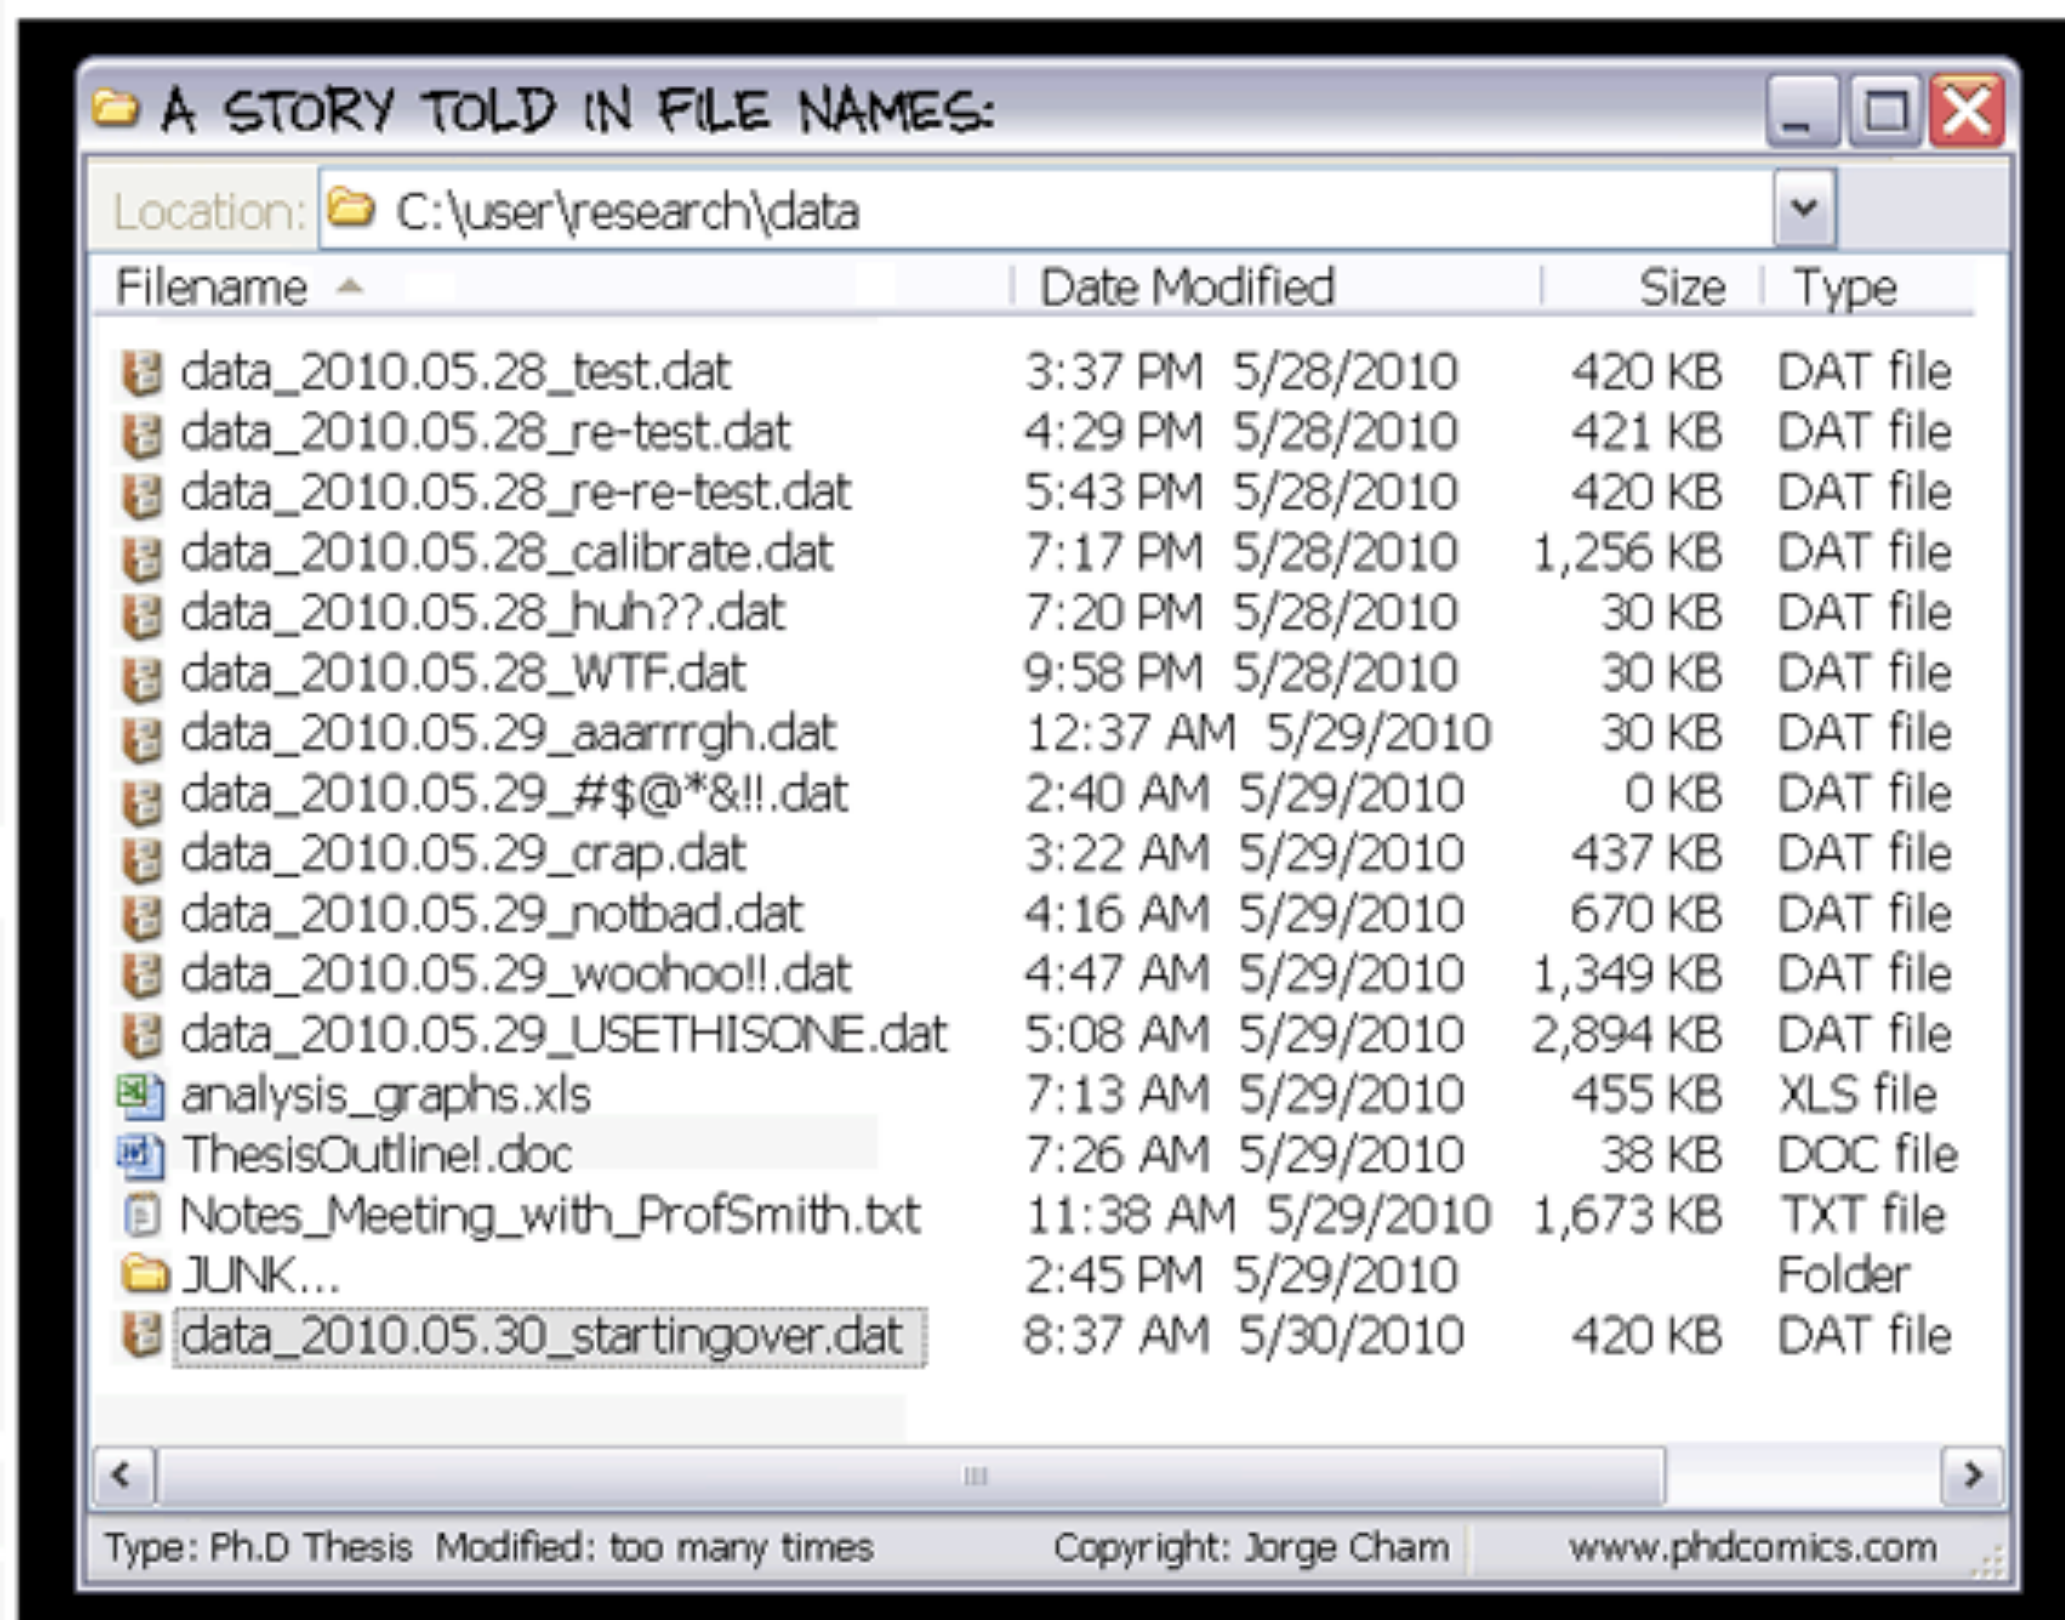 A STORY TOLD IN FILE NAMES:
Location: C:\user\research\data
Filename Date Modified Size Type
data_2010.05.28_test.dat 3:37 PM 5/28/2010 420 KB DAT file
data_2010.05.28_re-test.dat 4:29 PM 5/28/2010 421 KB DAT file
data_2010.05.28_re-re-test.dat 5:43 PM 5/28/2010 420 KB DAT file
data_2010.05.28_calibrate.dat 7:17 PM 5/28/2010 1,256 KB DAT file
data_2010.05.28_huh??.dat 7:20 PM 5/28/2010 30 KB DAT file
data_2010.05.28_WTF.dat 9:58 PM 5/28/2010 30 KB DAT file
data_2010.05.29_aaarrrgh.dat 12:37 AM 5/29/2010 30 KB DAT file
data_2010.05.29_#$@*&!!.dat 2:40 AM 5/29/2010 0 KB DAT file
data_2010.05.29_crap.dat 3:22 AM 5/29/2010 437 KB DAT file
data_2010.05.29_notbad.dat 4:16 AM 5/29/2010 670 KB DAT file
data_2010.05.29_woohoo!!.dat 4:47 AM 5/29/2010 1,349 KB DAT file
data_2010.05.29_USETHISONE.dat 5:08 AM 5/29/2010 2,894 KB DAT file
analysis_graphs.xls 7:13 AM 5/29/2010 455 KB XLS file
ThesisOutline!.doc 7:26 AM 5/29/2010 38 KB DOC file
Notes_Meeting_with_ProfSmith.txt 11:38 AM 5/29/2010 1,673 KB TXT file
JUNK... 2:45 PM 5/29/2010 Folder
data_2010.05.30_startingover.dat 8:37 AM 5/30/2010 420 KB DAT file
Type: Ph.D Thesis Modified: too many times Copyright: Jorge Cham www.phdcomics.com